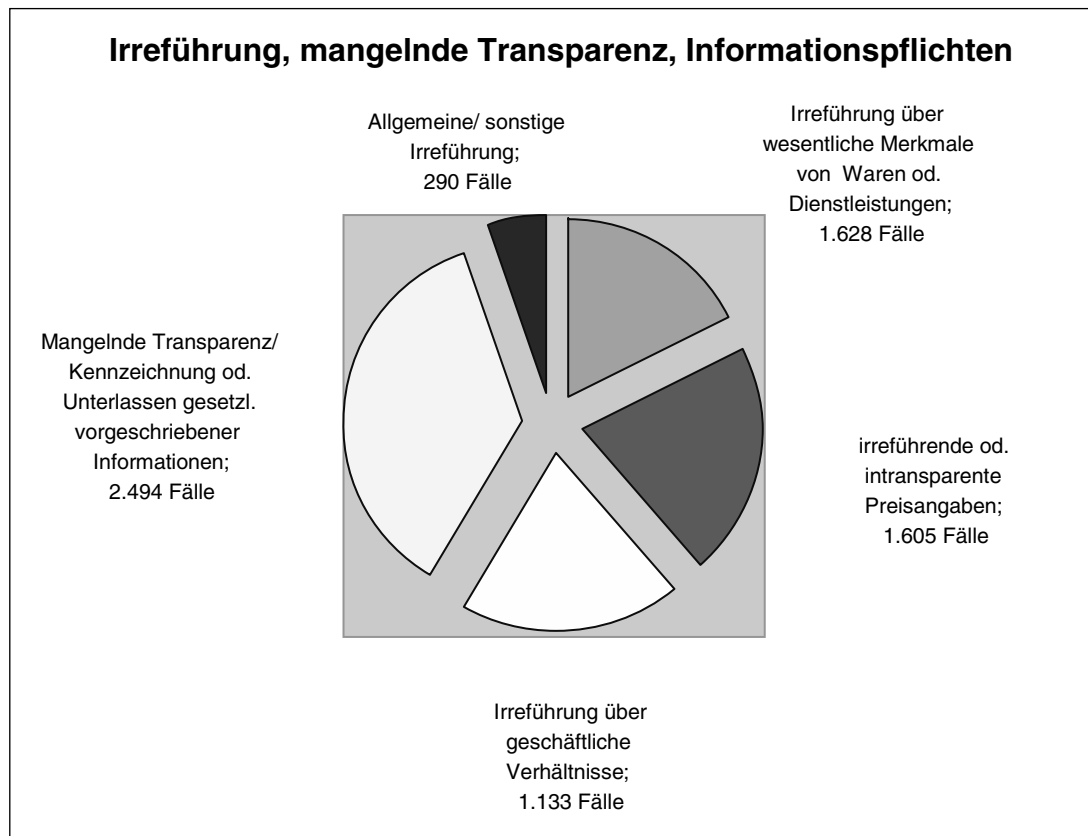 Irreführung, mangelnde Transparenz, Informationspflichten
Allgemeine/ sonstige
Irreführung;
290 Fälle
Irreführung über
wesentliche Merkmale
von Waren od.
Dienstleistungen;
1.628 Fälle
Mangelnde Transparenz/
Kennzeichnung od.
Unterlassen gesetzl.
vorgeschriebener
Informationen;
2.494 Fälle
irreführende od.
intransparente
Preisangaben;
1.605 Fälle
Irreführung über
geschäftliche
Verhältnisse;
1.133 Fälle